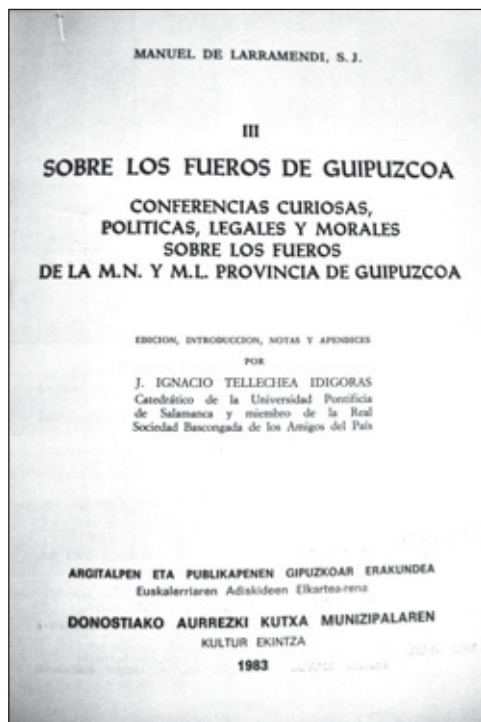 MANUEL DE LARRAMENDI, S. J.
III
SOBRE LOS FUEROS DE GUIPUZCOA
CONFERENCIAS CURIOSAS,
POLITICAS, LEGALES Y MORALES
SOBRE LOS FUEROS
DE LA M.N. Y M.L. PROVINCIA DE GUIPUZCOA
EDICION, INTRODUCCION, NOTAS Y APENDICES
POR
J. IGNACIO TELLECHEA IDIGORAS
Catedrático de la Universidad Pontificia
de Salamanca y miembro de la Real
Sociedad Bascongada de los Amigos del País
ARGITALPEN ETA PUBLIKAPENEN GIPUZKOAR ERAKUNDEA
Euskalerriaren Adiskideen Elkartea-rena
DONOSTIAKO AURREZKI KUTXA MUNIZIPALAREN
KULTUR EKINTZA
1983